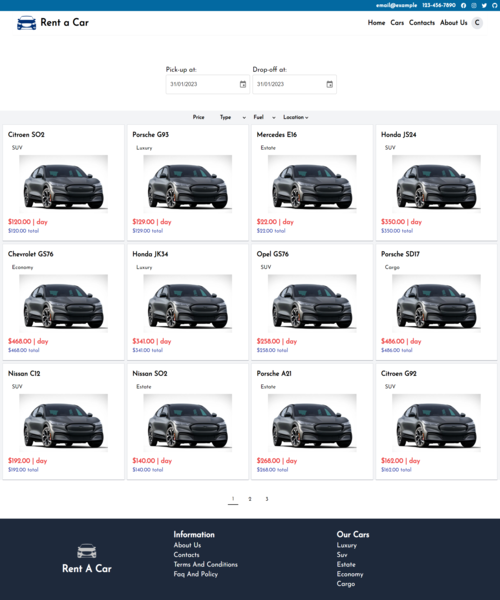 email@example 123-456-7890
Rent a Car
Home Cars Contacts About Us C
Pick-up at: Drop-off at:
31/01/2023 31/01/2023
Price Type Fuel Location
Citroen SO2 Porsche G93 Mercedes E16 Honda JS24
SUV Luxury Estate SUV
$120.00 | day $129.00 | day $22.00 | day $350.00 | day
$120.00 total $129.00 total $22.00 total $350.00 total
Chevrolet GS76 Honda JK34 Opel GS76 Porsche SD17
Economy Luxury SUV Cargo
$468.00 | day $341.00 | day $258.00 | day $486.00 | day
$468.00 total $341.00 total $258.00 total $486.00 total
Nissan C12 Nissan SO2 Porsche A21 Citroen G92
SUV Estate Estate SUV
$192.00 | day $140.00 | day $268.00 | day $162.00 | day
$192.00 total $140.00 total $268.00 total $162.00 total
1 2 3
Rent A Car
Information
About Us
Contacts
Terms And Conditions
Faq And Policy
Our Cars
Luxury
Suv
Estate
Economy
Cargo